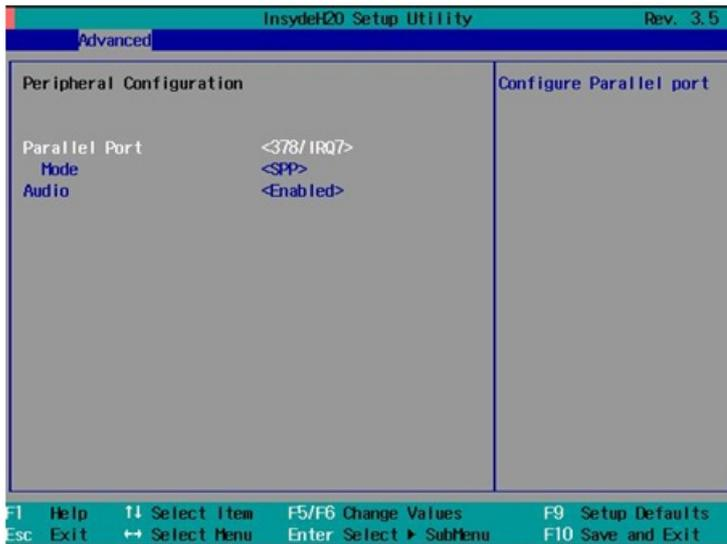 InsydeH20 Setup Utility Rev. 3.5
Advanced
Peripheral Configuration
Configure Parallel port
Parallel Port <378/IRQ7>
Mode <SPP>
Audio <Enabled>
F1 Help ↑↓ Select Item F5/F6 Change Values F9 Setup Defaults
Esc Exit ↔ Select Menu Enter Select ▶ SubMenu F10 Save and Exit